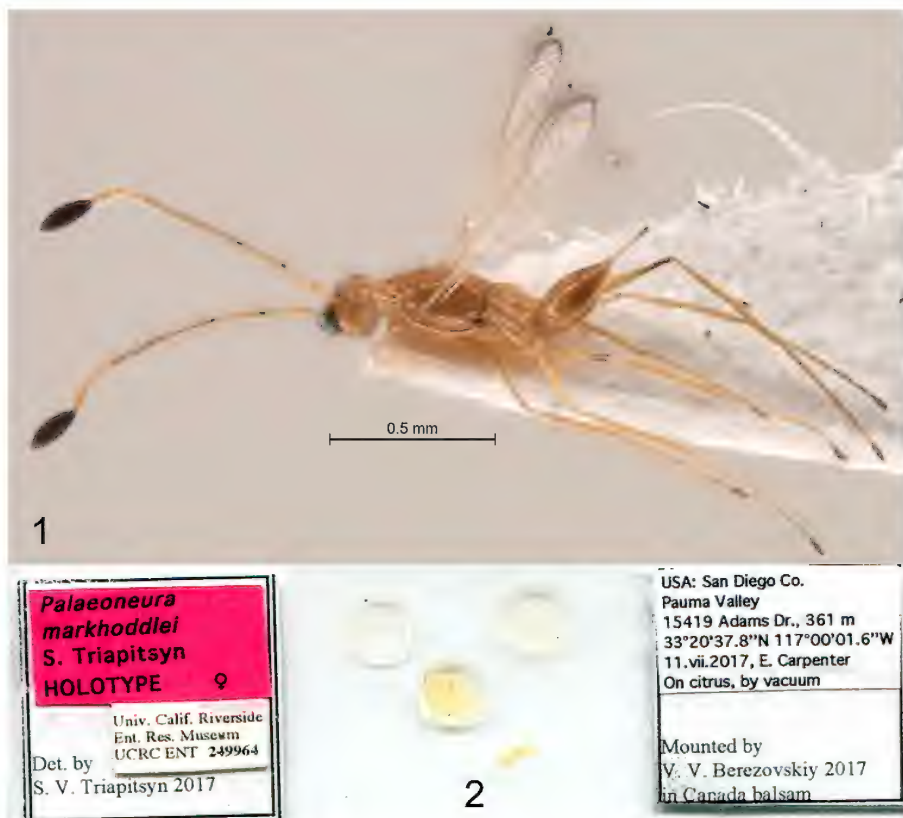 0.5 mm
1
Palaeoneura
markhoddlei
S. Triapitsyn
HOLOTYPE ♀
Univ. Calif. Riverside
Ent. Res. Museum
UCRC ENT 249964
Det. by
S. V. Triapitsyn 2017
2
USA: San Diego Co.
Pauma Valley
15419 Adams Dr., 361 m
33°20'37.8"N 117°00'01.6"W
11.vii.2017, E. Carpenter
On citrus, by vacuum
Mounted by
V. V. Berezovskiy 2017
in Canada balsam